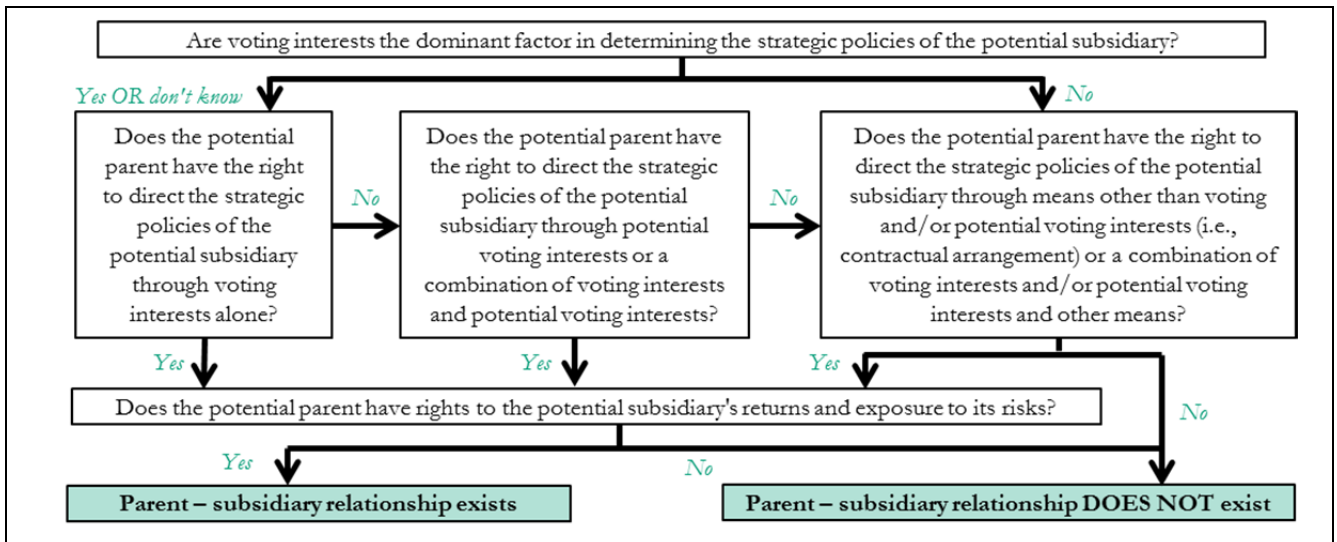 Are voting interests the dominant factor in determining the strategic policies of the potential subsidiary?
Yes OR don't know
No
Does the potential
parent have the right
to direct the strategic
policies of the
potential subsidiary
through voting
interests alone?
No
Does the potential parent have
the right to direct the strategic
policies of the potential
subsidiary through potential
voting interests or a
combination of voting interests
and potential voting interests?
No
Does the potential parent have the right to
direct the strategic policies of the potential
subsidiary through means other than voting
and/or potential voting interests (i.e.,
contractual arrangement) or a combination of
voting interests and/or potential voting
interests and other means?
Yes
Yes
Yes
No
Does the potential parent have rights to the potential subsidiary's returns and exposure to its risks?
Yes
No
Parent – subsidiary relationship exists
Parent – subsidiary relationship DOES NOT exist